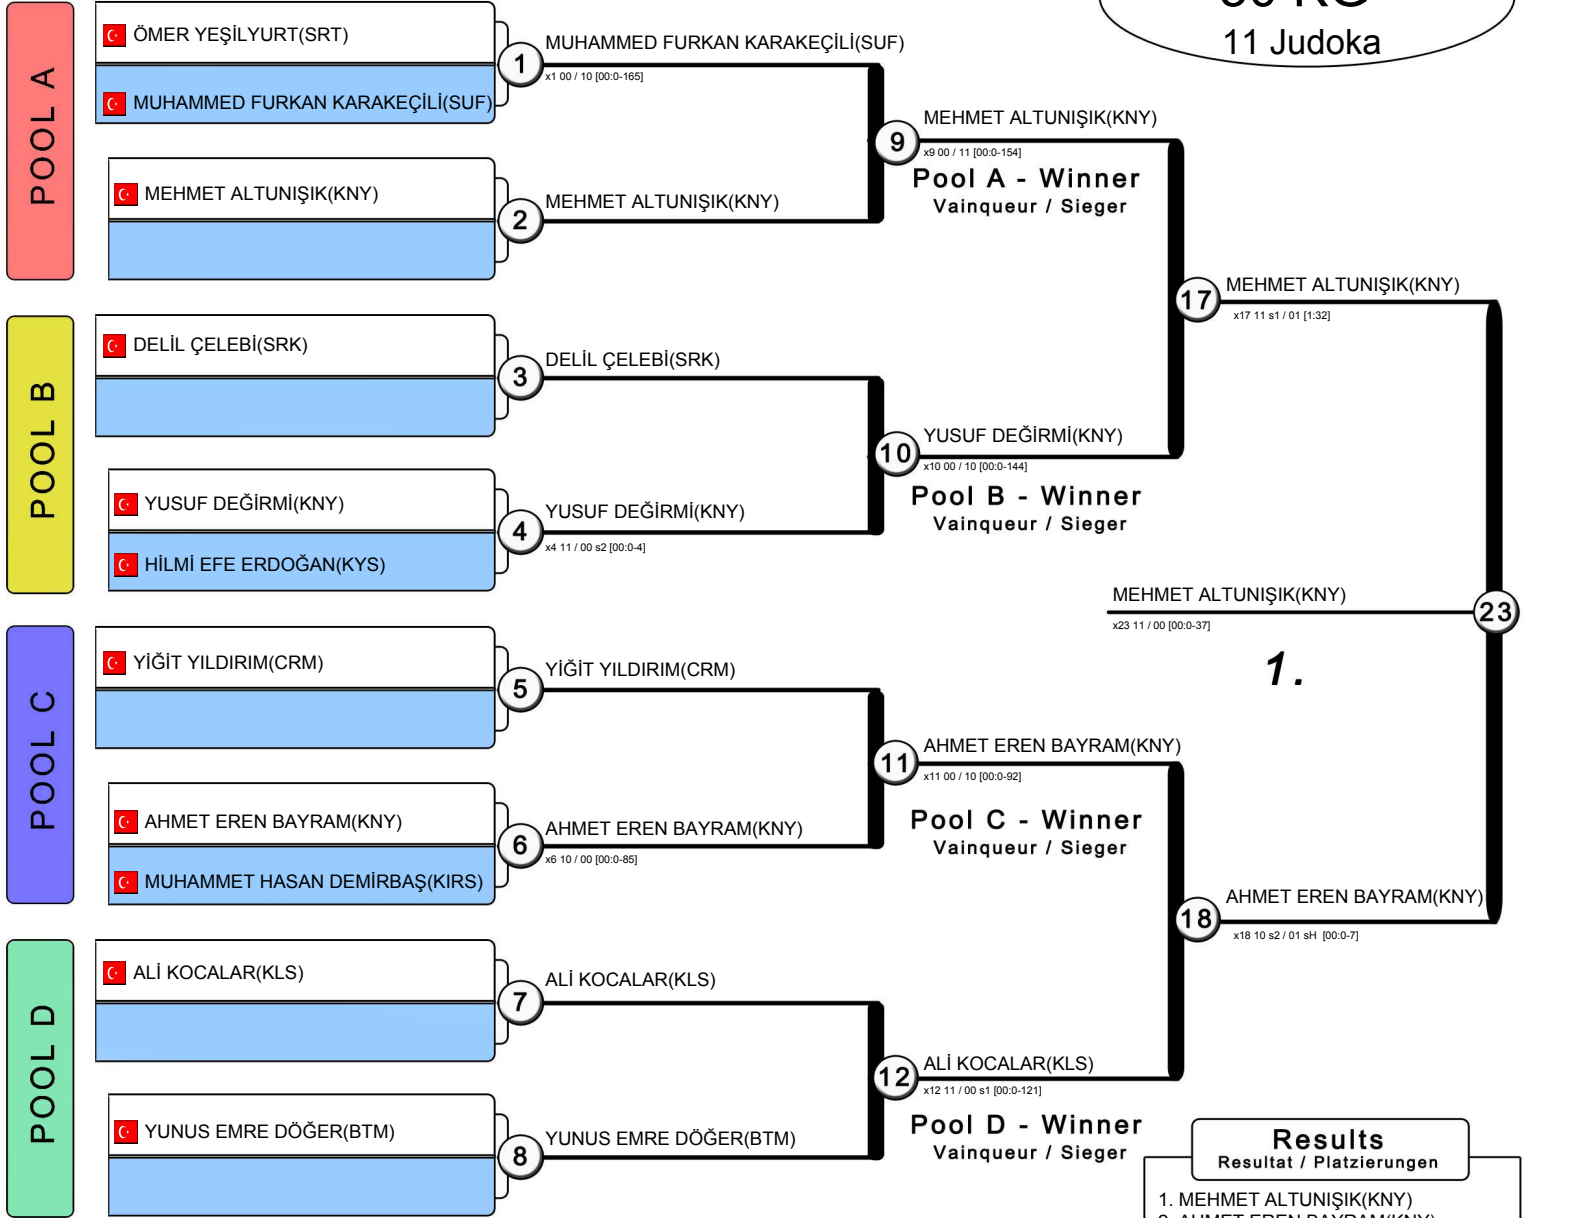 11 Judoka
POOL A
ÖMER YEŞİLYURT(SRT)
MUHAMMED FURKAN KARAKEÇİLİ(SUF)
1
MUHAMMED FURKAN KARAKEÇİLİ(SUF)
x1 00 / 10 [00:0-165]
MEHMET ALTUNIŞIK(KNY)
2
MEHMET ALTUNIŞIK(KNY)
9
MEHMET ALTUNIŞIK(KNY)
x9 00 / 11 [00:0-154]
Pool A - Winner
Vainqueur / Sieger
POOL B
DELİL ÇELEBİ(SRK)
3
DELİL ÇELEBİ(SRK)
YUSUF DEĞİRMİ(KNY)
HİLMİ EFE ERDOĞAN(KYS)
4
YUSUF DEĞİRMİ(KNY)
x4 11 / 00 s2 [00:0-4]
10
YUSUF DEĞİRMİ(KNY)
x10 00 / 10 [00:0-144]
Pool B - Winner
Vainqueur / Sieger
17
MEHMET ALTUNIŞIK(KNY)
x17 11 s1 / 01 [1:32]
POOL C
YİĞİT YILDIRIM(CRM)
5
YİĞİT YILDIRIM(CRM)
AHMET EREN BAYRAM(KNY)
MUHAMMET HASAN DEMİRBAŞ(KIRS)
6
AHMET EREN BAYRAM(KNY)
x6 10 / 00 [00:0-85]
11
AHMET EREN BAYRAM(KNY)
x11 00 / 10 [00:0-92]
Pool C - Winner
Vainqueur / Sieger
POOL D
ALİ KOCALAR(KLS)
7
ALİ KOCALAR(KLS)
YUNUS EMRE DÖĞER(BTM)
8
YUNUS EMRE DÖĞER(BTM)
12
ALİ KOCALAR(KLS)
x12 11 / 00 s1 [00:0-121]
Pool D - Winner
Vainqueur / Sieger
18
AHMET EREN BAYRAM(KNY)
x18 10 s2 / 01 sH [00:0-7]
23
MEHMET ALTUNIŞIK(KNY)
x23 11 / 00 [00:0-37]
1.
Results
Resultat / Platzierungen
1. MEHMET ALTUNIŞIK(KNY)
2. AHMET EREN BAYRAM(KNY)